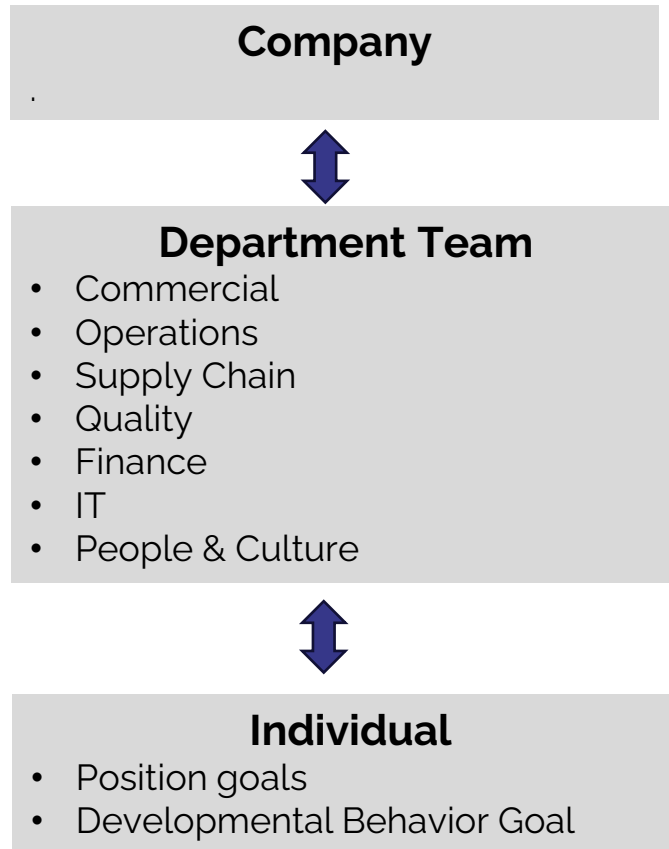 Company
.
Department Team
• Commercial
• Operations
• Supply Chain
• Quality
• Finance
• IT
• People & Culture
Individual
• Position goals
• Developmental Behavior Goal